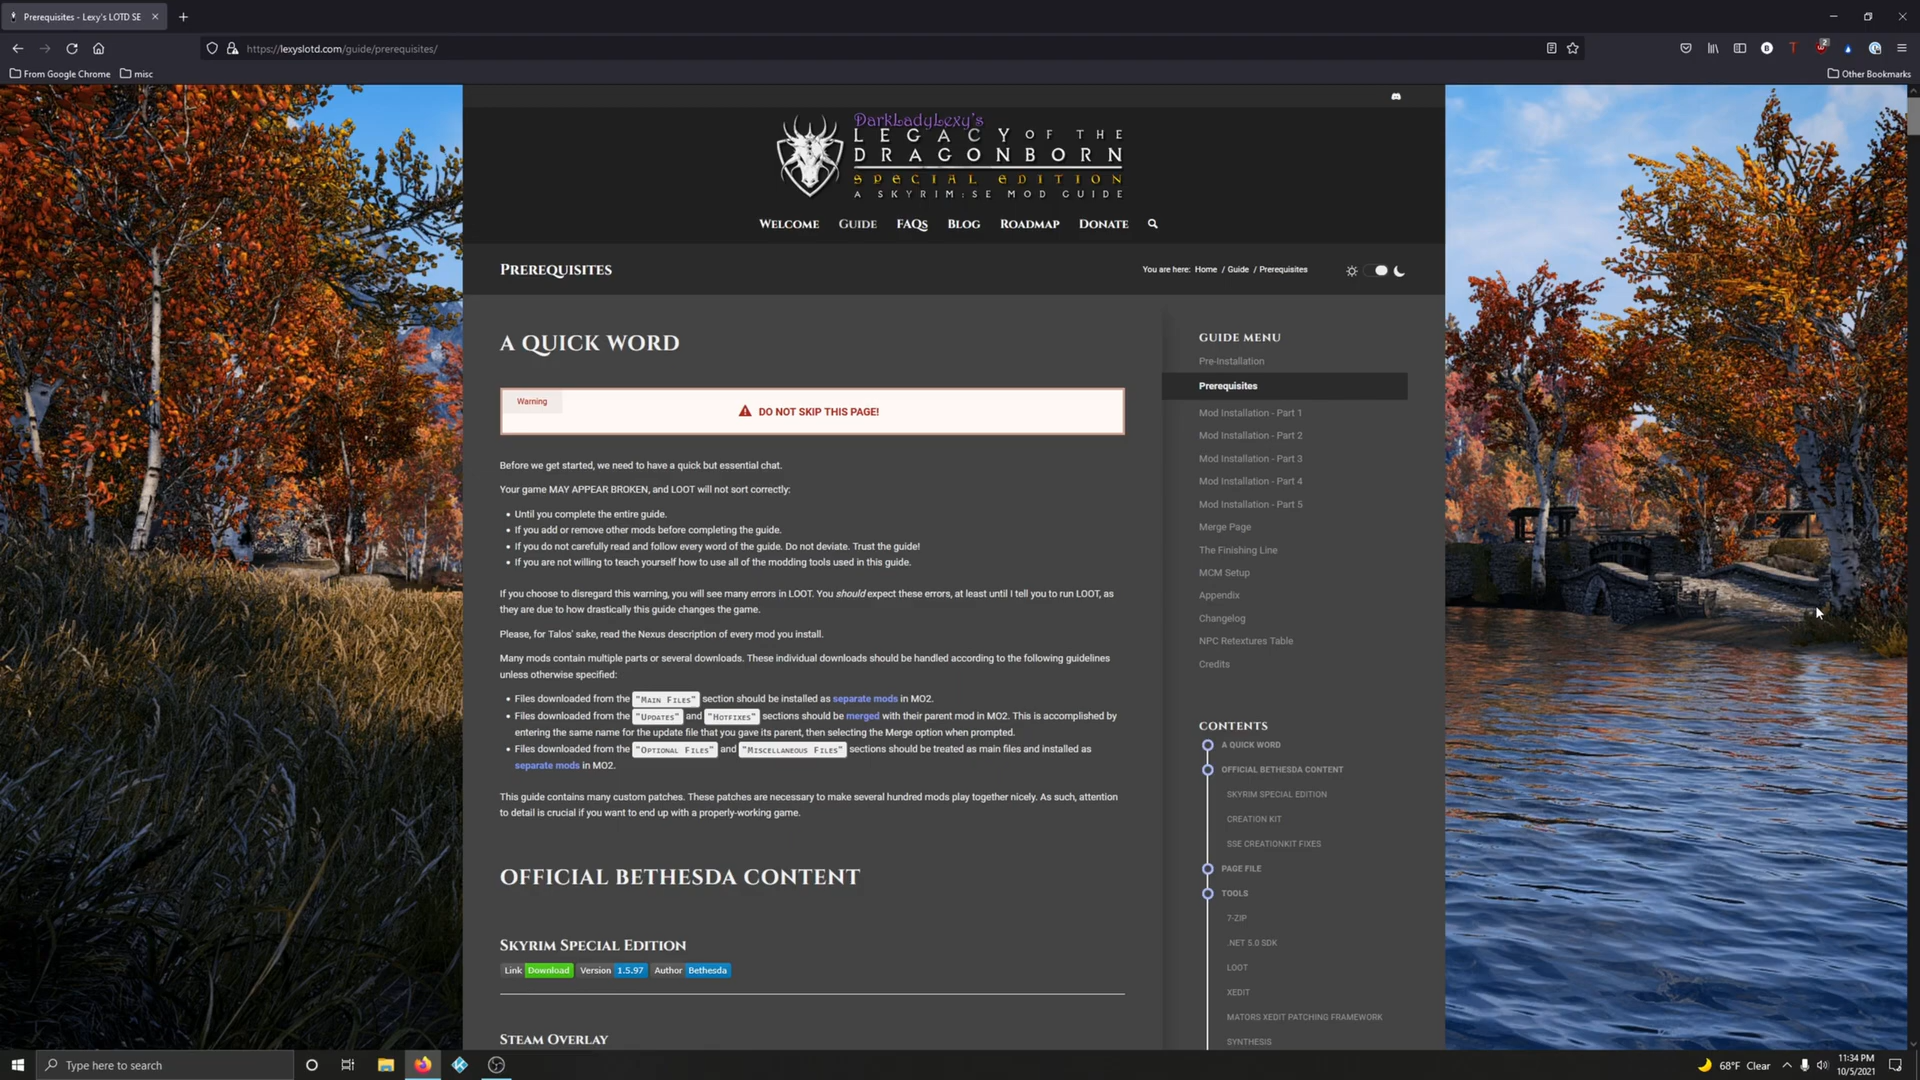 Prerequisites - Lexy's LOTD SE
https://lexyslotd.com/guide/prerequisites/
From Google Chrome
misc
Other Bookmarks
DarkLadyLexy's
LEGACY OF THE
DRAGONBORN
SPECIAL EDITION
A SKYRIM:SE MOD GUIDE
WELCOME GUIDE FAQs BLOG ROADMAP DONATE
PREREQUISITES
You are here: Home / Guide / Prerequisites
A QUICK WORD
Warning
DO NOT SKIP THIS PAGE!
Before we get started, we need to have a quick but essential chat.
Your game MAY APPEAR BROKEN, and LOOT will not sort correctly:
• Until you complete the entire guide.
• If you add or remove other mods before completing the guide.
• If you do not carefully read and follow every word of the guide. Do not deviate. Trust the guide!
• If you are not willing to teach yourself how to use all of the modding tools used in this guide.
If you choose to disregard this warning, you will see many errors in LOOT. You should expect these errors, at least until I tell you to run LOOT, as
they are due to how drastically this guide changes the game.
Please, for Talos' sake, read the Nexus description of every mod you install.
Many mods contain multiple parts or several downloads. These individual downloads should be handled according to the following guidelines
unless otherwise specified:
• Files downloaded from the "MAIN FILES" section should be installed as separate mods in MO2.
• Files downloaded from the "UPDATES" and "HOTFIXES" sections should be merged with their parent mod in MO2. This is accomplished by
entering the same name for the update file that you gave its parent, then selecting the Merge option when prompted.
• Files downloaded from the "OPTIONAL FILES" and "MISCELLANEOUS FILES" sections should be treated as main files and installed as
separate mods in MO2.
This guide contains many custom patches. These patches are necessary to make several hundred mods play together nicely. As such, attention
to detail is crucial if you want to end up with a properly-working game.
OFFICIAL BETHESDA CONTENT
SKYRIM SPECIAL EDITION
Link Download Version 1.5.97 Author Bethesda
STEAM OVERLAY
GUIDE MENU
Pre-Installation
Prerequisites
Mod Installation - Part 1
Mod Installation - Part 2
Mod Installation - Part 3
Mod Installation - Part 4
Mod Installation - Part 5
Merge Page
The Finishing Line
MCM Setup
Appendix
Changelog
NPC Retextures Table
Credits
CONTENTS
A QUICK WORD
OFFICIAL BETHESDA CONTENT
SKYRIM SPECIAL EDITION
CREATION KIT
SSE CREATIONKIT FIXES
PAGE FILE
TOOLS
7-ZIP
.NET 5.0 SDK
LOOT
XEDIT
MATORS XEDIT PATCHING FRAMEWORK
SYNTHESIS
Type here to search
68°F Clear
11:34 PM
10/5/2021